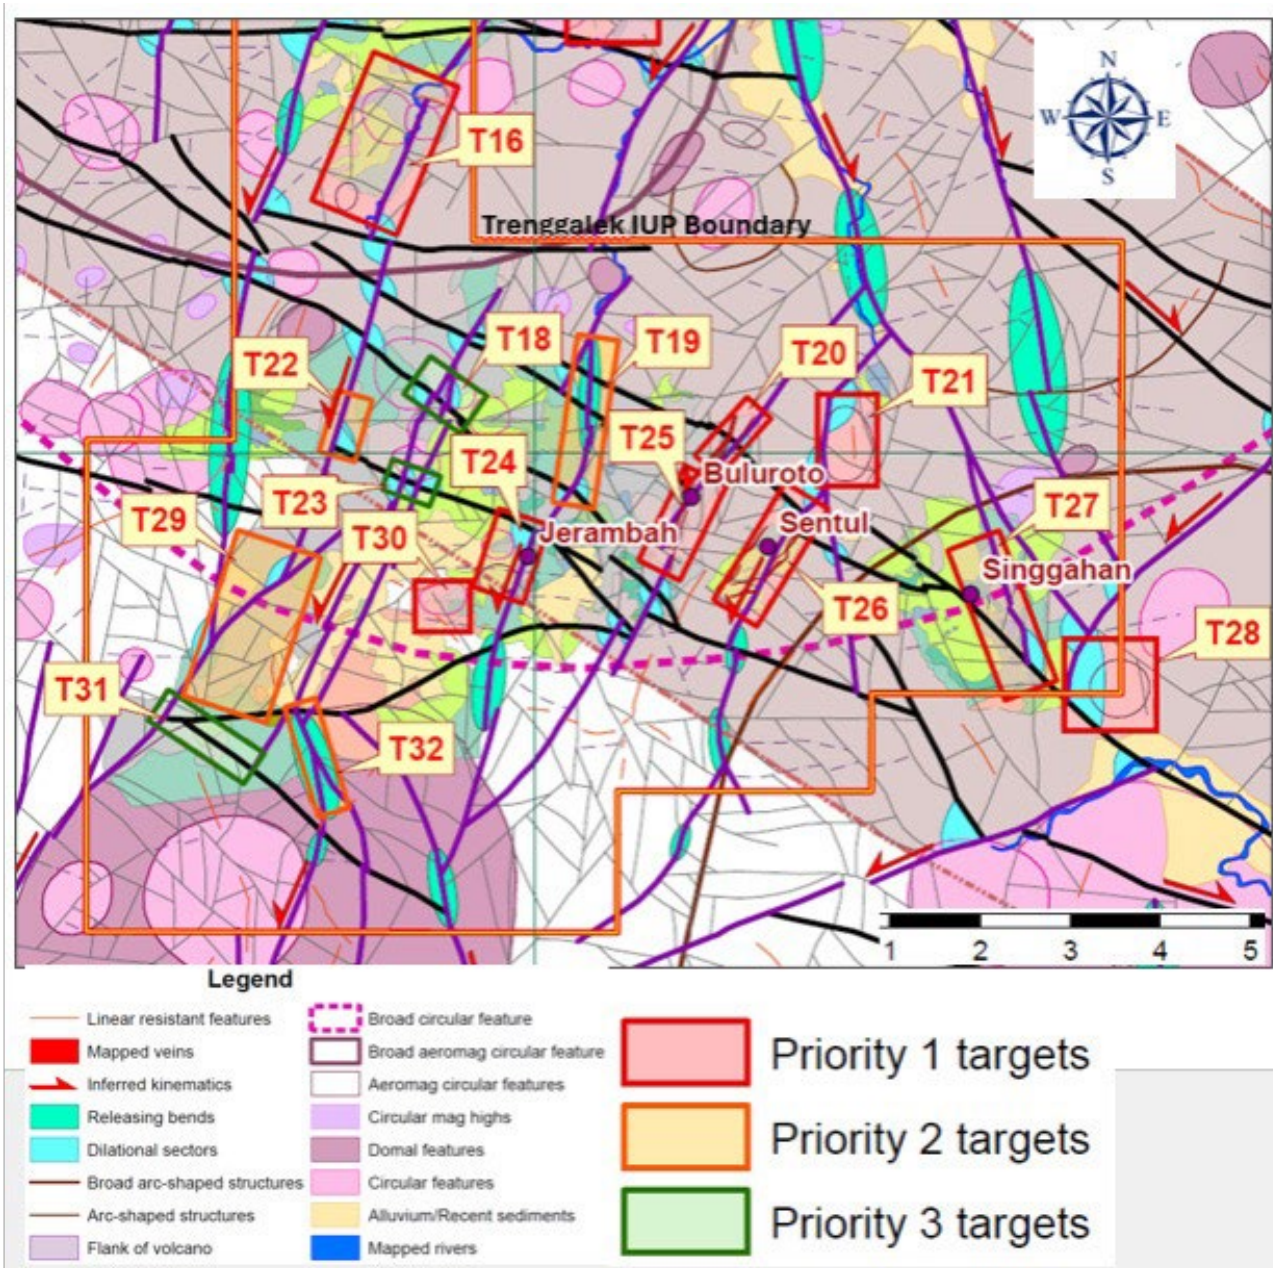 N
W E
S
T16
Trenggalek IUP Boundary
T18
T19
T20
T22
T21
T25
T24
Buluroto
T23
T27
T29
T30
Jerambah
Sentul
Singgahan
T26
T28
T31
T32
1 2 3 4 5
Legend
Linear resistant features
Mapped veins
Inferred kinematics
Releasing bends
Dilational sectors
Broad arc-shaped structures
Arc-shaped structures
Flank of volcano
Broad circular feature
Broad aeromag circular feature
Aeromag circular features
Circular mag highs
Domal features
Circular features
Alluvium/Recent sediments
Mapped rivers
Priority 1 targets
Priority 2 targets
Priority 3 targets